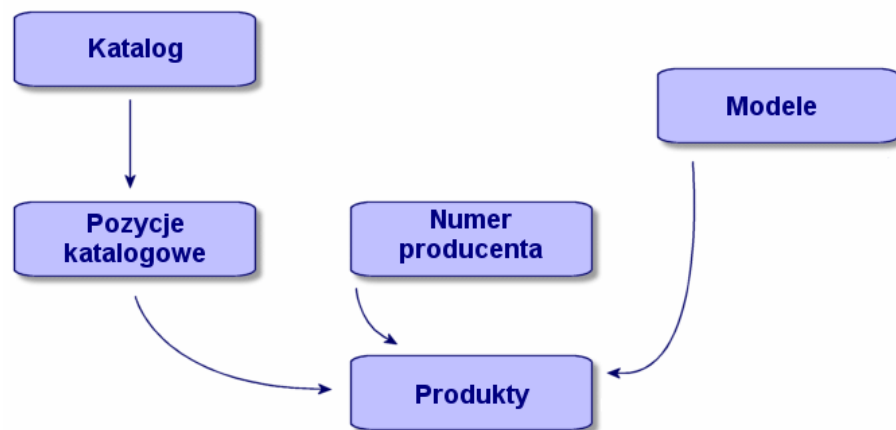 Katalog
Modele
Pozycje
katalogowe
Numer
producenta
Produkty